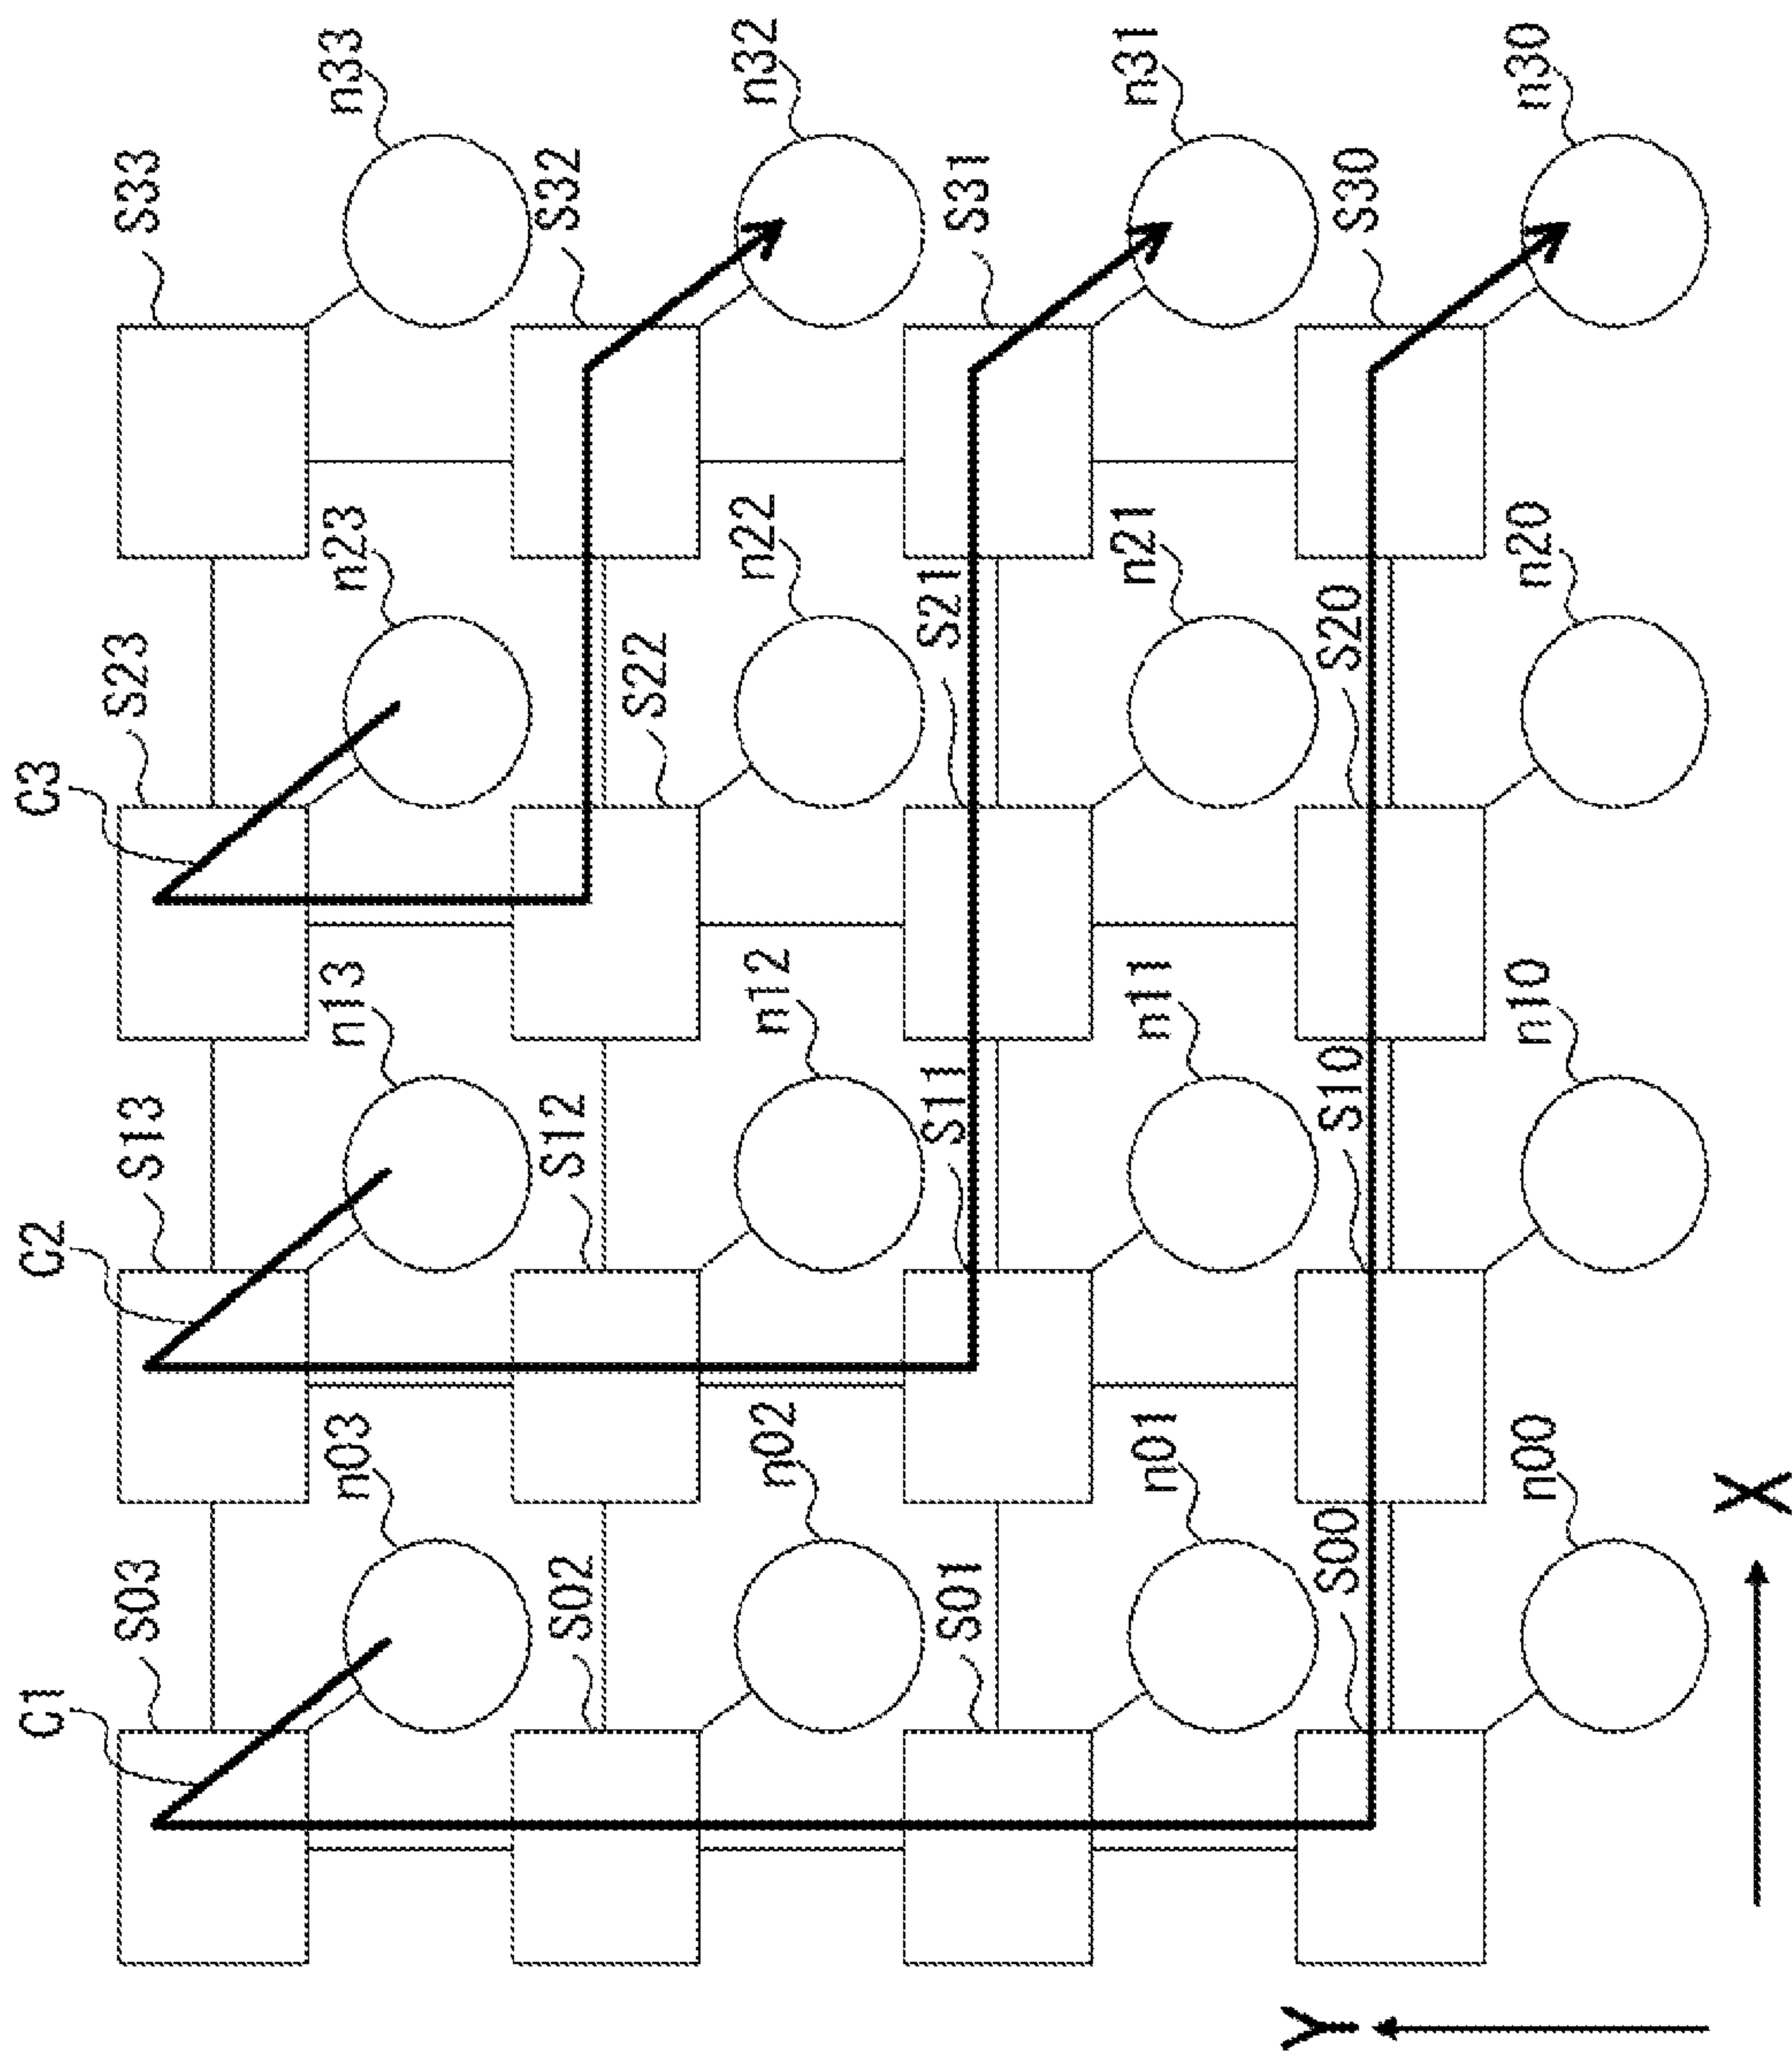 C1 C2 C3
S03 S13 S23 S33
n03 n13 n23 n33
S02 S12 S22 S32
n02 n12 n22 n32
S01 S11 S21 S31
n01 n11 n21 n31
Y S00 S10 S20 S30
n00 n10 n20 n30
X